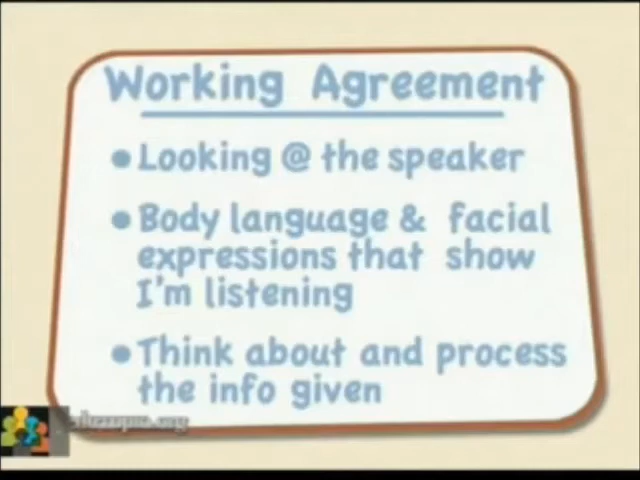 Working Agreement
• Looking @ the speaker
• Body language & facial
expressions that show
I'm listening
• Think about and process
the info given